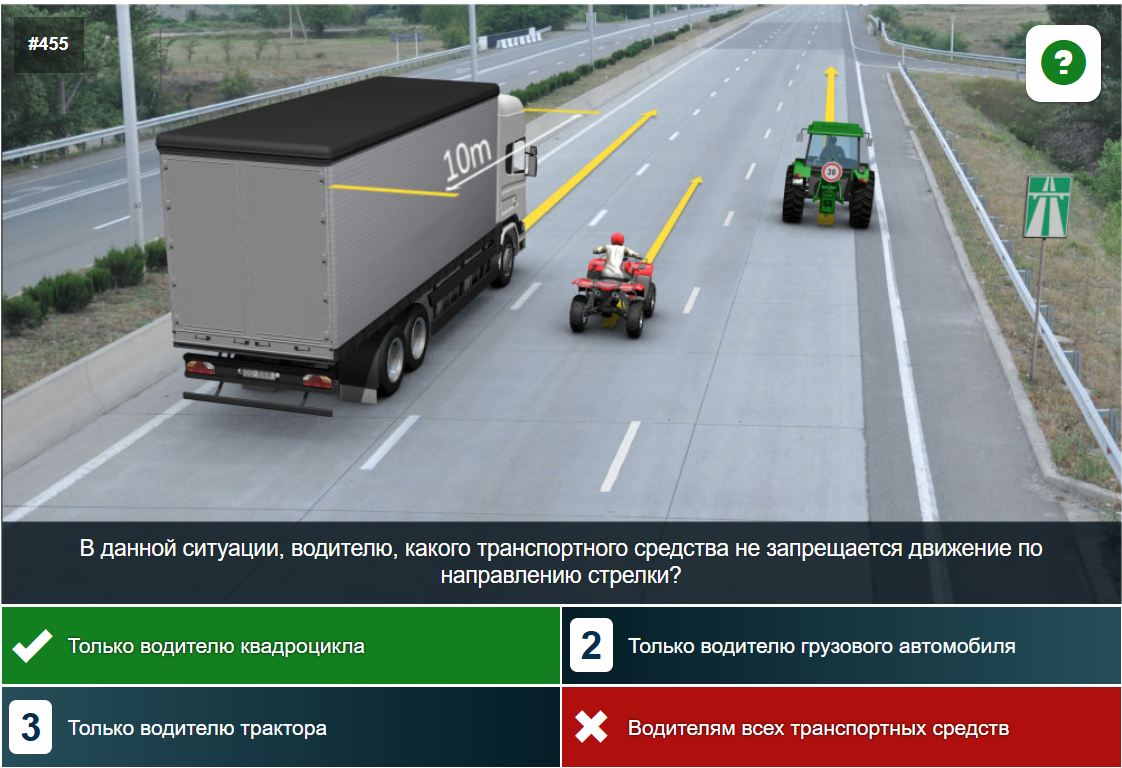 #455
?
10m
30
В данной ситуации, водителю, какого транспортного средства не запрещается движение по
направлению стрелки?
Только водителю квадроцикла
2 Только водителю грузового автомобиля
3 Только водителю трактора
Водителям всех транспортных средств